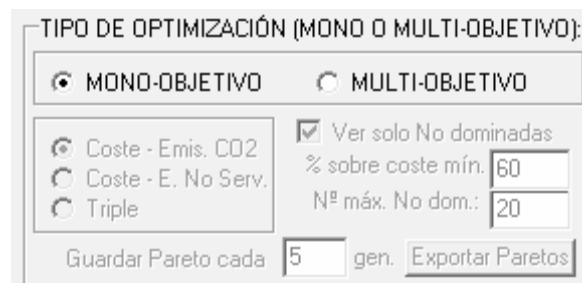 TIPO DE OPTIMIZACIÓN (MONO O MULTI-OBJETIVO):
MONO-OBJETIVO MULTI-OBJETIVO
Coste - Emis. CO2
Coste - E. No Serv.
Triple
Ver solo No dominadas
% sobre coste mín. 60
Nº máx. No dom.: 20
Guardar Pareto cada 5 gen. Exportar Paretos